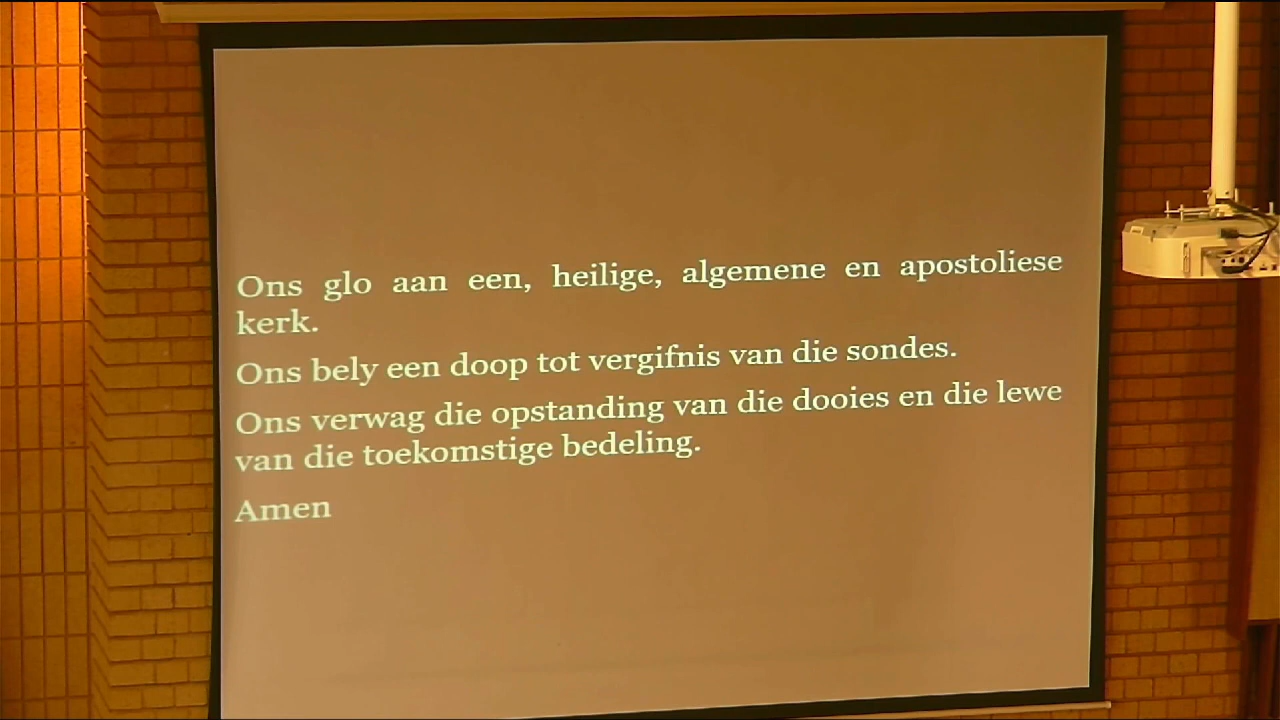 Ons glo aan een, heilige, algemene en apostoliese
kerk.
Ons bely een doop tot vergifnis van die sondes.
Ons verwag die opstanding van die dooies en die lewe
van die toekomstige bedeling.
Amen